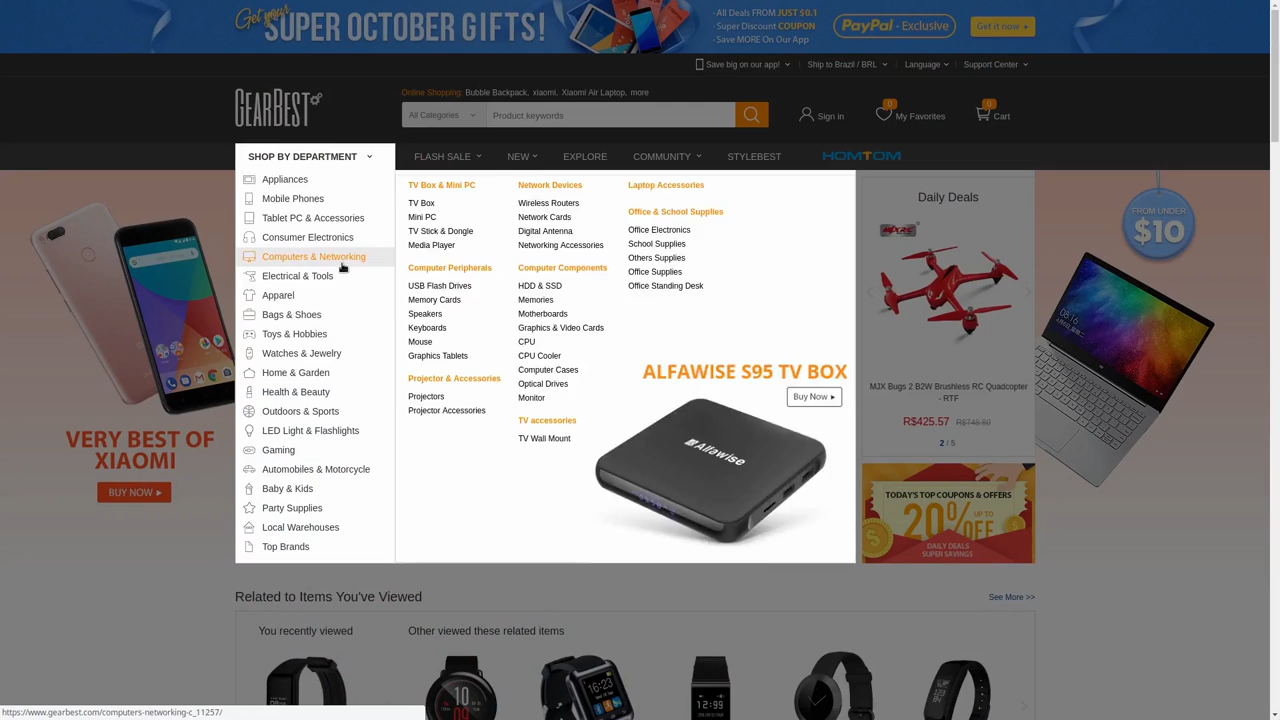 Get your
SUPER OCTOBER GIFTS!
· All Deals FROM JUST $0.1
· Super Discount COUPON
· Save MORE On Our App
PayPal - Exclusive
Get it now ▸
Save big on our app!
Ship to Brazil / BRL
Language
Support Center
GEARBEST
Online Shopping: Bubble Backpack, xiaomi, Xiaomi Air Laptop, more
All Categories
Product keywords
Sign in
0
My Favorites
0
Cart
SHOP BY DEPARTMENT
FLASH SALE
NEW
EXPLORE
COMMUNITY
STYLEBEST
HOMTOM
Appliances
Mobile Phones
Tablet PC & Accessories
Consumer Electronics
Computers & Networking
Electrical & Tools
Apparel
Bags & Shoes
Toys & Hobbies
Watches & Jewelry
Home & Garden
Health & Beauty
Outdoors & Sports
LED Light & Flashlights
Gaming
Automobiles & Motorcycle
Baby & Kids
Party Supplies
Local Warehouses
Top Brands
TV Box & Mini PC
TV Box
Mini PC
TV Stick & Dongle
Media Player
Computer Peripherals
USB Flash Drives
Memory Cards
Speakers
Keyboards
Mouse
Graphics Tablets
Projector & Accessories
Projectors
Projector Accessories
Network Devices
Wireless Routers
Network Cards
Digital Antenna
Networking Accessories
Computer Components
HDD & SSD
Memories
Motherboards
Graphics & Video Cards
CPU
CPU Cooler
Computer Cases
Optical Drives
Monitor
TV accessories
TV Wall Mount
Laptop Accessories
Office & School Supplies
Office Electronics
School Supplies
Others Supplies
Office Supplies
Office Standing Desk
ALFAWISE S95 TV BOX
Buy Now ▸
Alfawise
Daily Deals
MJX R/C
MJX Bugs 2 B2W Brushless RC Quadcopter
- RTF
R$425.57 R$748.80
2 / 5
TODAY'S TOP COUPONS & OFFERS
20% UP TO OFF
DAILY DEALS
SUPER SAVINGS
VERY BEST OF
XIAOMI
BUY NOW ▸
FROM UNDER
$10
08:16
Related to Items You've Viewed
See More >>
You recently viewed
Other viewed these related items
10
16:23
12:99
https://www.gearbest.com/computers-networking-c_11257/